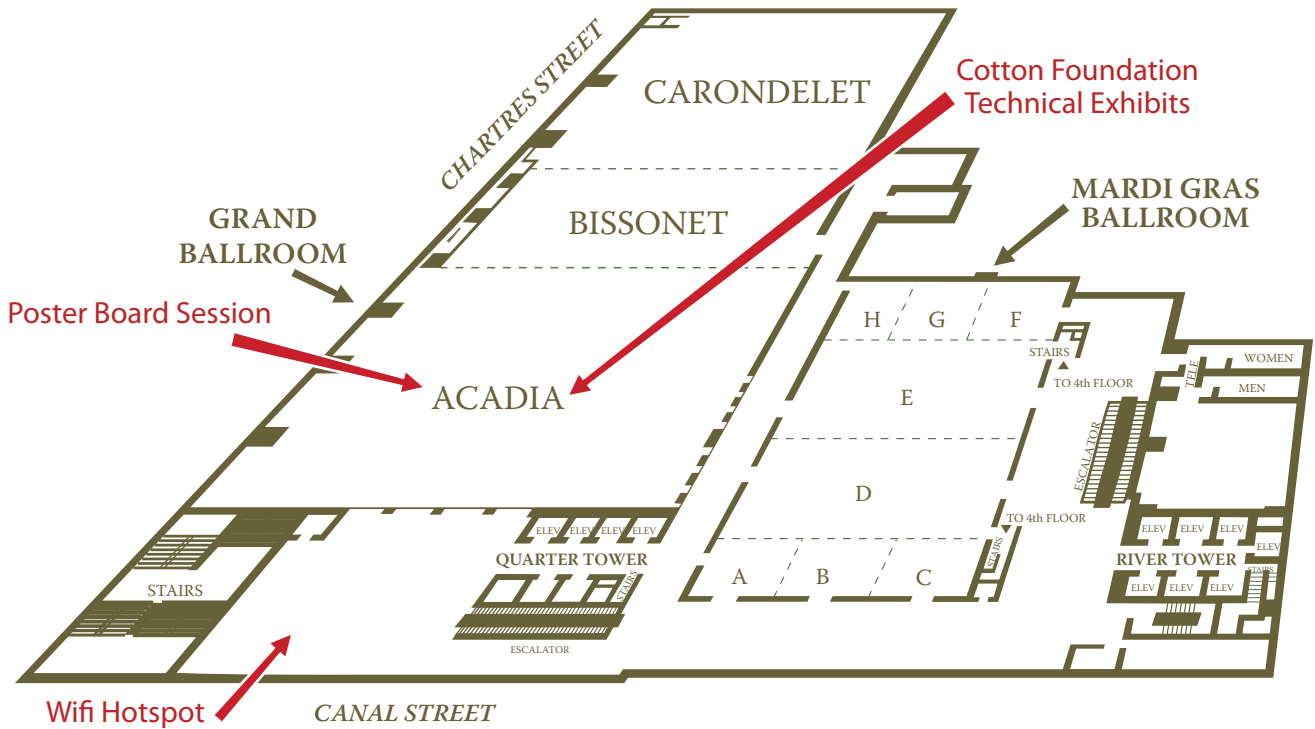 CHARTRES STREET
CARONDELET
Cotton Foundation
Technical Exhibits
BISSONET
GRAND
BALLROOM
MARDI GRAS
BALLROOM
Poster Board Session
ACADIA
H
G
F
STAIRS
TO 4th FLOOR
TELE
WOMEN
MEN
E
ESCALATOR
D
TO 4th FLOOR
STAIRS
A
B
C
ELEV
ELEV
ELEV
ELEV
QUARTER TOWER
STAIRS
ESCALATOR
STAIRS
ELEV
ELEV
ELEV
ELEV
RIVER TOWER
STAIRS
ELEV
ELEV
ELEV
Wifi Hotspot
CANAL STREET